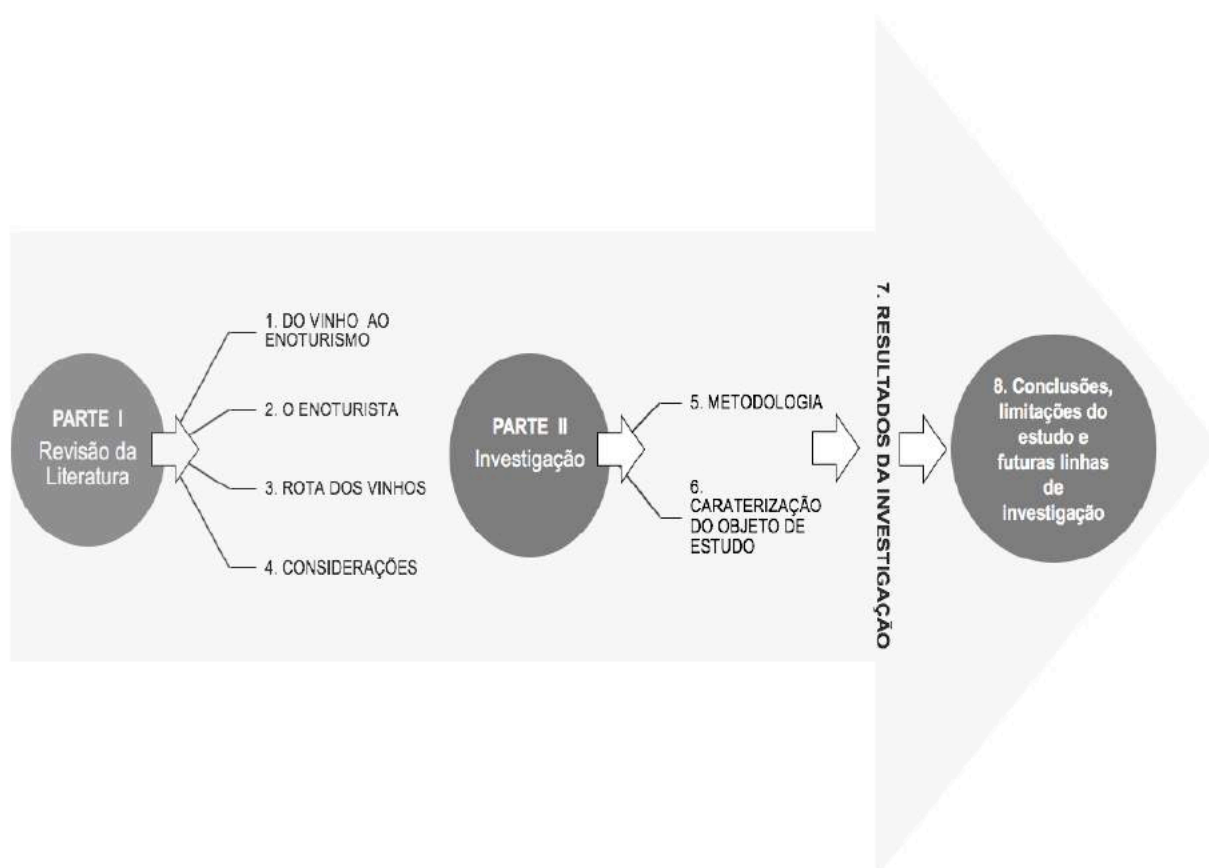 PARTE I
Revisão da
Literatura
1. DO VINHO AO
ENOTURISMO
2. O ENOTURISTA
3. ROTA DOS VINHOS
4. CONSIDERAÇÕES
PARTE II
Investigação
5. METODOLOGIA
6.
CARATERIZAÇÃO
DO OBJETO DE
ESTUDO
7. RESULTADOS DA INVESTIGAÇÃO
8. Conclusões,
limitações do
estudo e
futuras linhas
de
investigação